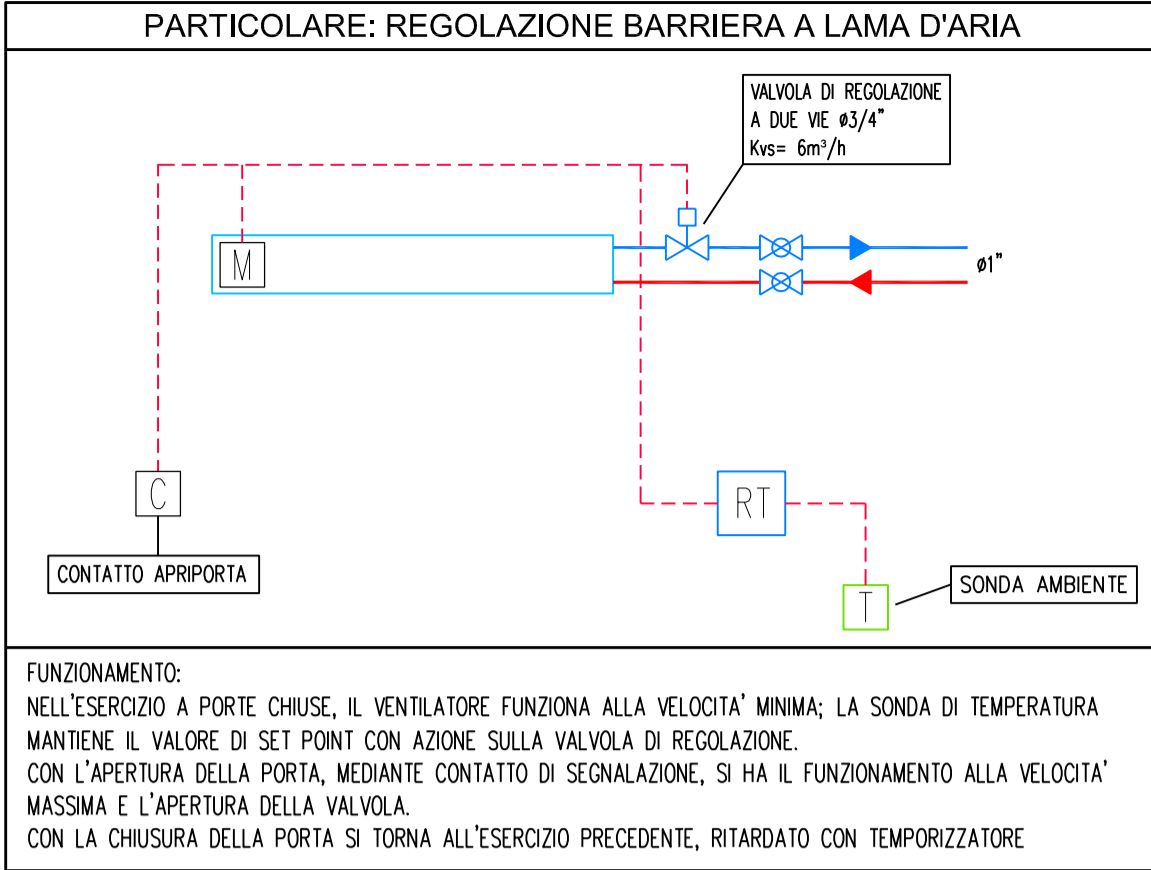 PARTICOLARE: REGOLAZIONE BARRIERA A LAMA D'ARIA
VALVOLA DI REGOLAZIONE
A DUE VIE ø3/4"
Kvs= 6m³/h
M
ø1"
C
RT
CONTATTO APRIPORTA
T
SONDA AMBIENTE
FUNZIONAMENTO:
NELL'ESERCIZIO A PORTE CHIUSE, IL VENTILATORE FUNZIONA ALLA VELOCITA' MINIMA; LA SONDA DI TEMPERATURA
MANTIENE IL VALORE DI SET POINT CON AZIONE SULLA VALVOLA DI REGOLAZIONE.
CON L'APERTURA DELLA PORTA, MEDIANTE CONTATTO DI SEGNALAZIONE, SI HA IL FUNZIONAMENTO ALLA VELOCITA'
MASSIMA E L'APERTURA DELLA VALVOLA.
CON LA CHIUSURA DELLA PORTA SI TORNA ALL'ESERCIZIO PRECEDENTE, RITARDATO CON TEMPORIZZATORE